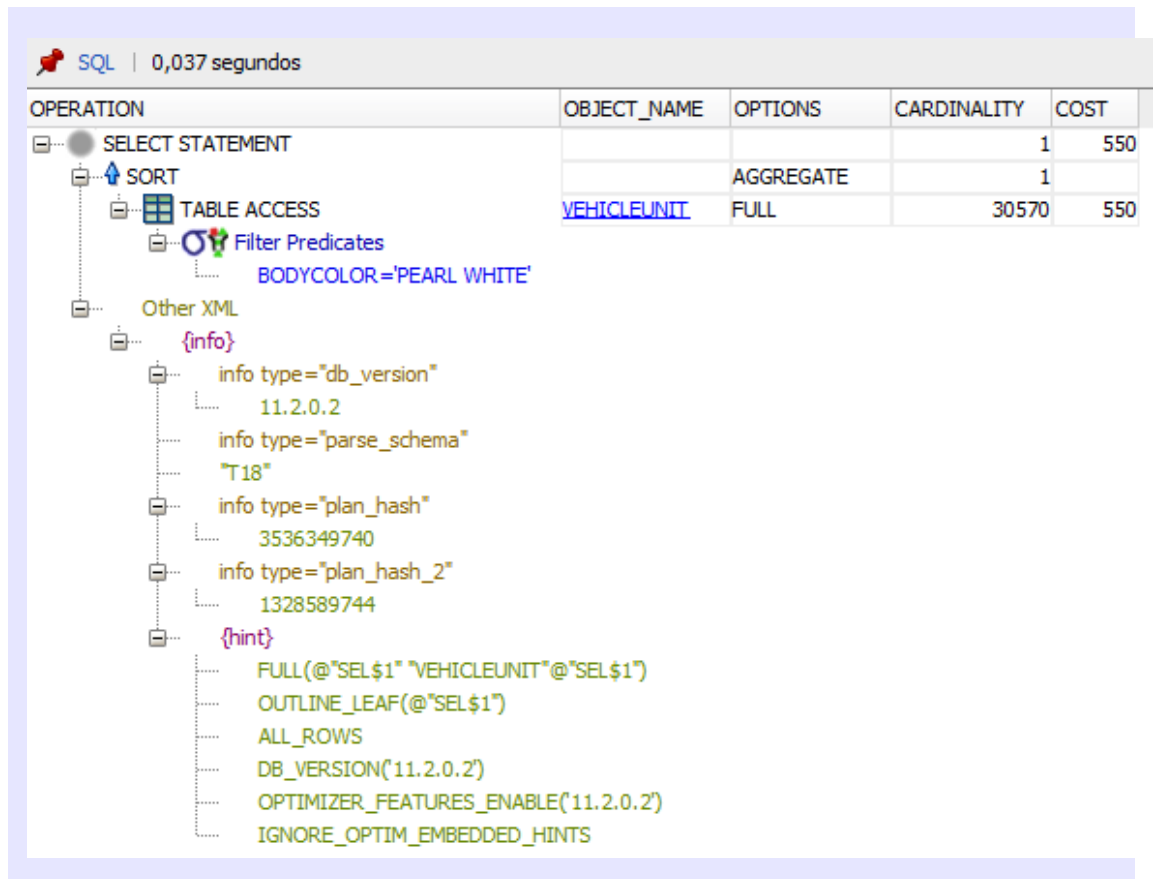 SQL | 0,037 segundos
OPERATION OBJECT_NAME OPTIONS CARDINALITY COST
SELECT STATEMENT 1 550
SORT AGGREGATE 1
TABLE ACCESS VEHICLEUNIT FULL 30570 550
Filter Predicates
BODYCOLOR='PEARL WHITE'
Other XML
{info}
info type="db_version"
11.2.0.2
info type="parse_schema"
"T18"
info type="plan_hash"
3536349740
info type="plan_hash_2"
1328589744
{hint}
FULL(@"SEL$1" "VEHICLEUNIT"@"SEL$1")
OUTLINE_LEAF(@"SEL$1")
ALL_ROWS
DB_VERSION('11.2.0.2')
OPTIMIZER_FEATURES_ENABLE('11.2.0.2')
IGNORE_OPTIM_EMBEDDED_HINTS